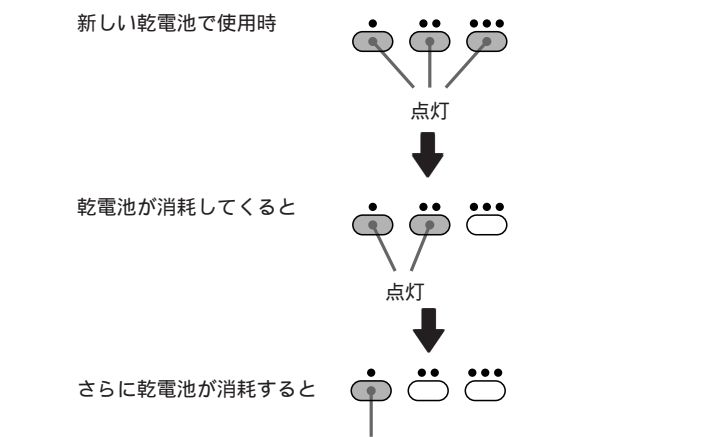 新しい乾電池で使用時
点灯
乾電池が消耗してくると
点灯
さらに乾電池が消耗すると